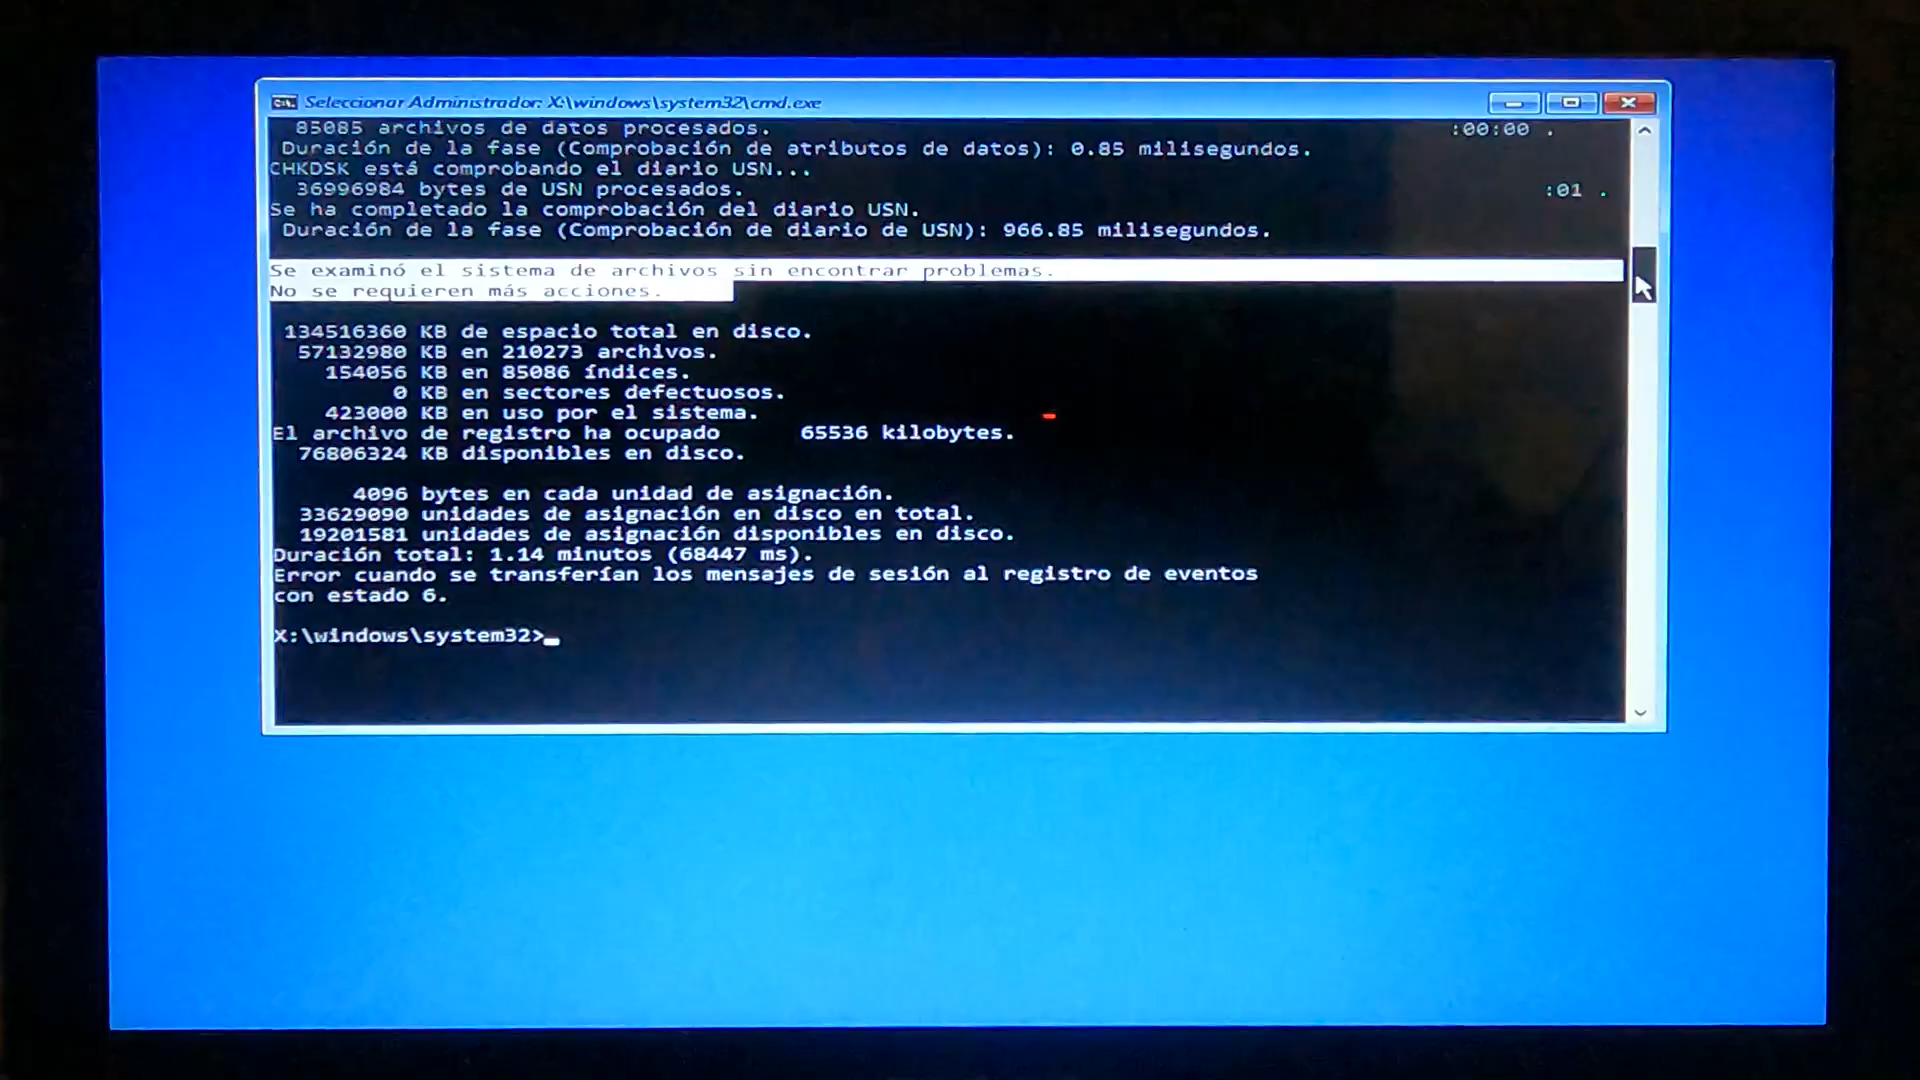 Seleccionar Administrador: X:\windows\system32\cmd.exe
85085 archivos de datos procesados. :00:00 .
Duración de la fase (Comprobación de atributos de datos): 0.85 milisegundos.
CHKDSK está comprobando el diario USN...
36996984 bytes de USN procesados. :01 .
Se ha completado la comprobación del diario USN.
Duración de la fase (Comprobación de diario de USN): 966.85 milisegundos.
Se examinó el sistema de archivos sin encontrar problemas.
No se requieren más acciones.
134516360 KB de espacio total en disco.
57132980 KB en 210273 archivos.
154056 KB en 85086 índices.
0 KB en sectores defectuosos.
423000 KB en uso por el sistema.
El archivo de registro ha ocupado 65536 kilobytes.
76806324 KB disponibles en disco.
4096 bytes en cada unidad de asignación.
33629090 unidades de asignación en disco en total.
19201581 unidades de asignación disponibles en disco.
Duración total: 1.14 minutos (68447 ms).
Error cuando se transferían los mensajes de sesión al registro de eventos
con estado 6.
X:\windows\system32>